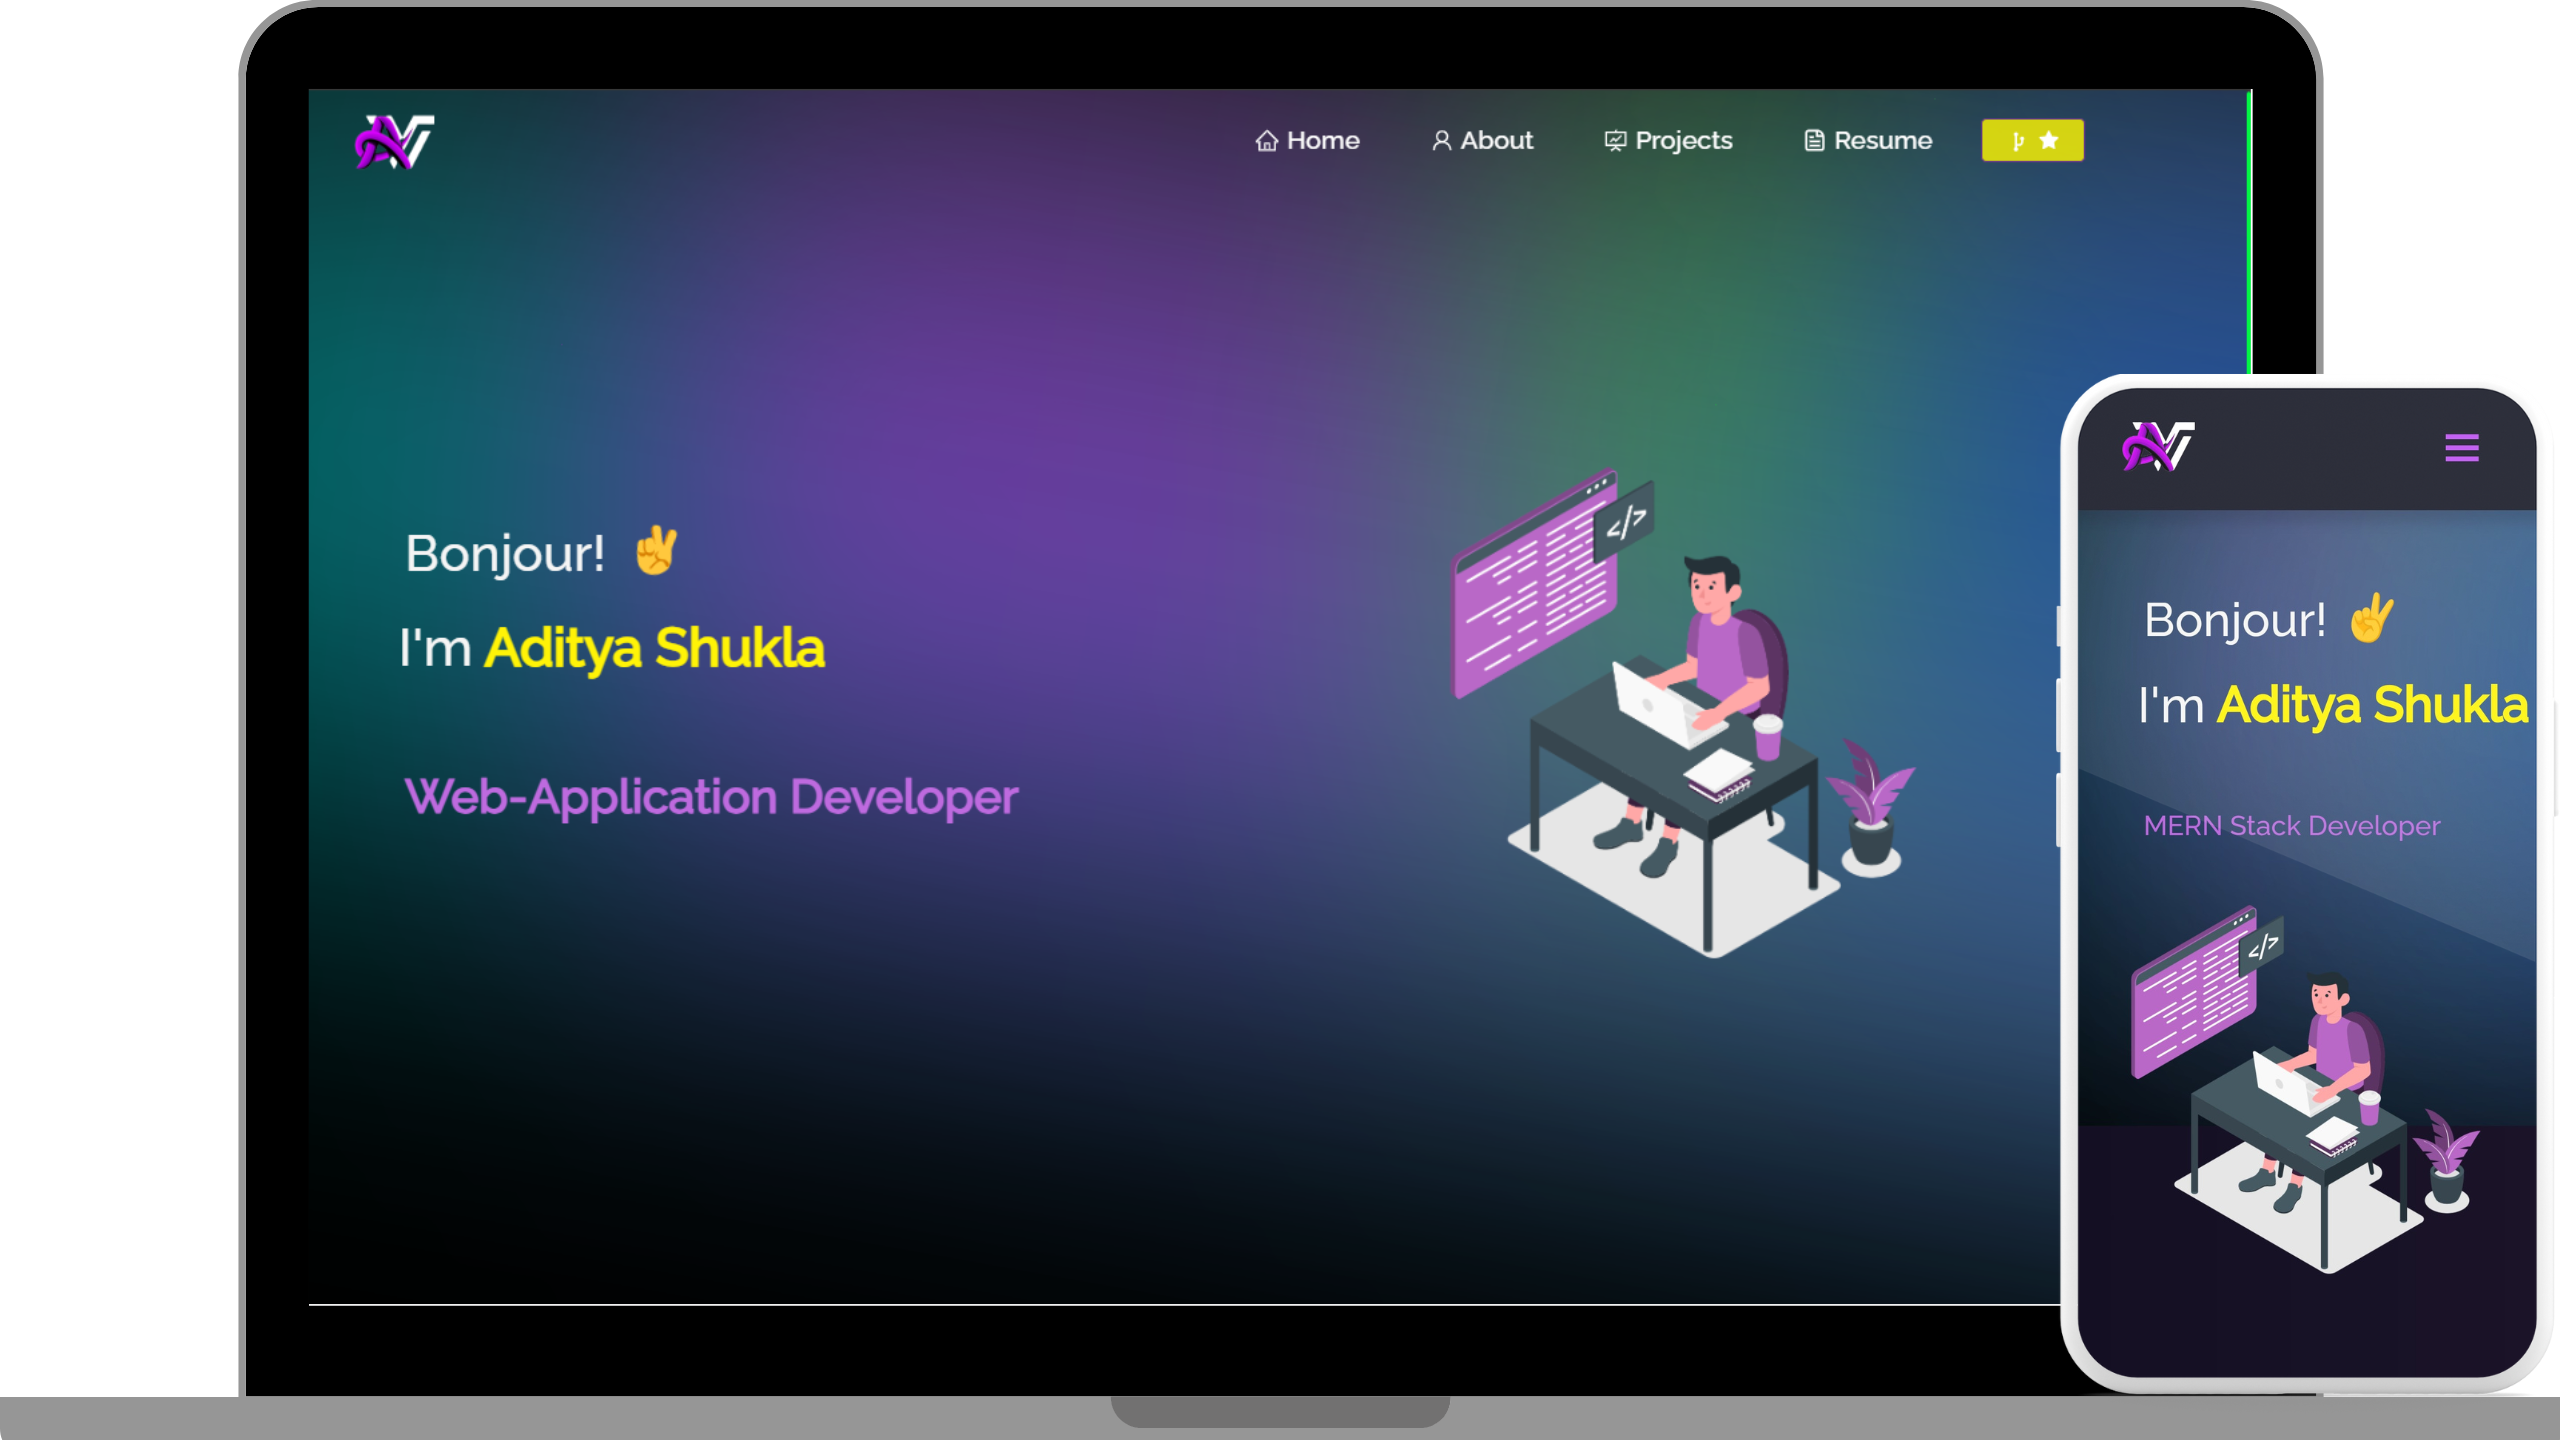 Home About Projects Resume
Bonjour! ✌
I'm Aditya Shukla
Web-Application Developer
</>
Bonjour! ✌
I'm Aditya Shukla
MERN Stack Developer
</>